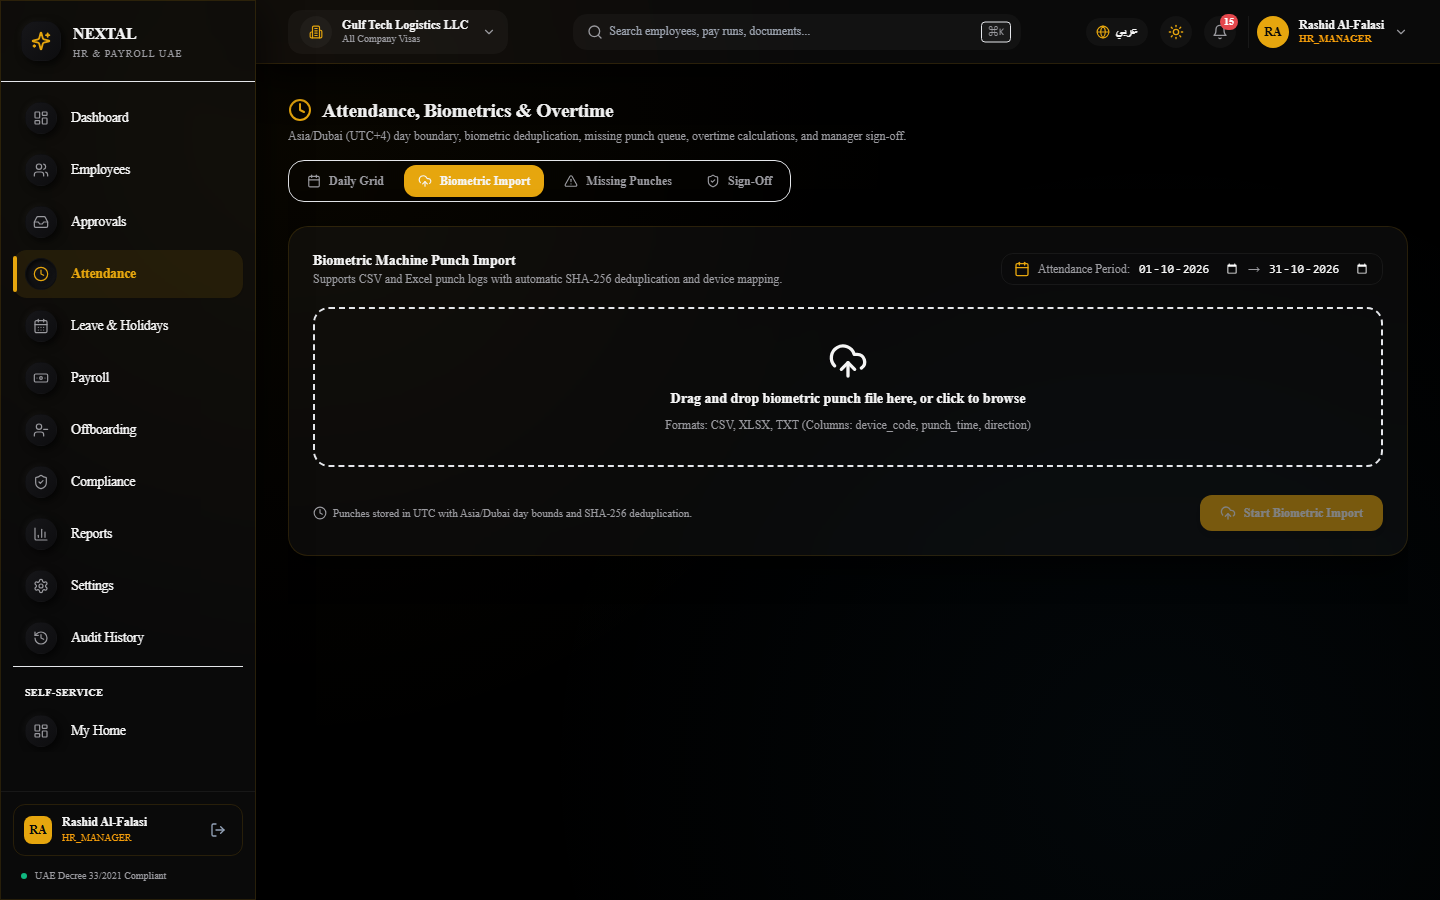 NEXTAL
HR & PAYROLL UAE
Gulf Tech Logistics LLC
All Company Visas
Search employees, pay runs, documents...
⌘K
عربي
15
RA
Rashid Al-Falasi
HR_MANAGER
Dashboard
Employees
Approvals
Attendance
Leave & Holidays
Payroll
Offboarding
Compliance
Reports
Settings
Audit History
SELF-SERVICE
My Home
RA
Rashid Al-Falasi
HR_MANAGER
UAE Decree 33/2021 Compliant
Attendance, Biometrics & Overtime
Asia/Dubai (UTC+4) day boundary, biometric deduplication, missing punch queue, overtime calculations, and manager sign-off.
Daily Grid
Biometric Import
Missing Punches
Sign-Off
Biometric Machine Punch Import
Supports CSV and Excel punch logs with automatic SHA-256 deduplication and device mapping.
Attendance Period: 01-10-2026 → 31-10-2026
Drag and drop biometric punch file here, or click to browse
Formats: CSV, XLSX, TXT (Columns: device_code, punch_time, direction)
Punches stored in UTC with Asia/Dubai day bounds and SHA-256 deduplication.
Start Biometric Import